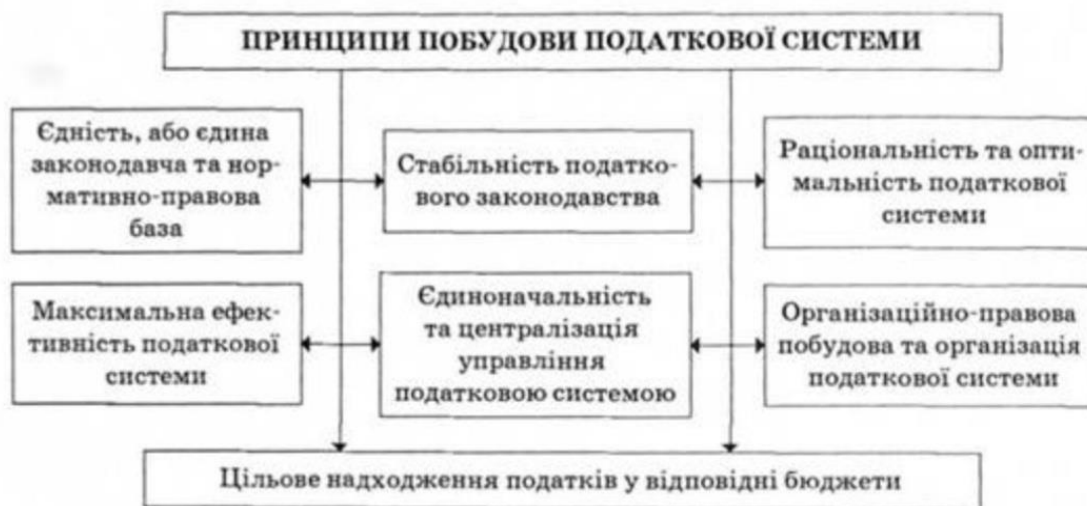 ПРИНЦИПИ ПОБУДОВИ ПОДАТКОВОЇ СИСТЕМИ
Єдність, або єдина
законодавча та нор-
мативно-правова
база
Стабільність податко-
вого законодавства
Раціональність та опти-
мальність податкової
системи
Максимальна ефек-
тивність податкової
системи
Єдиноначальність
та централізація
управління
податковою системою
Організаційно-правова
побудова та організація
податкової системи
Цільове надходження податків у відповідні бюджети